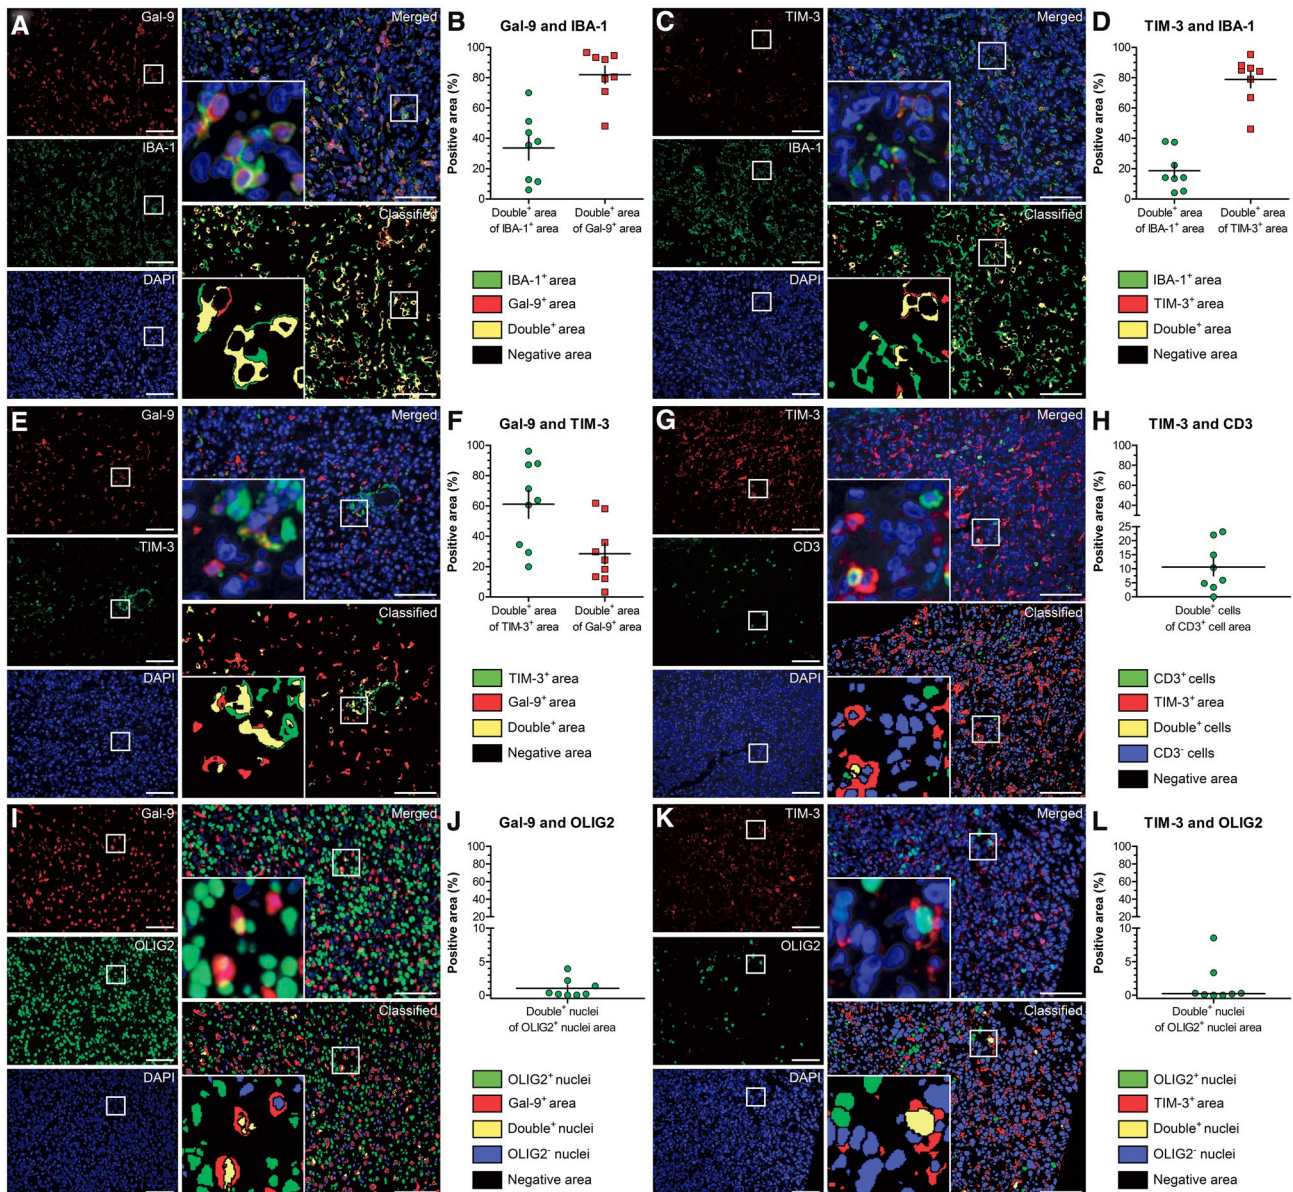 A
Gal-9
Merged
IBA-1
DAPI
Classified
B
Gal-9 and IBA-1
Positive area (%)
100
80
60
40
20
0
Double⁺ area
of IBA-1⁺ area
Double⁺ area
of Gal-9⁺ area
IBA-1⁺ area
Gal-9⁺ area
Double⁺ area
Negative area
C
TIM-3
Merged
IBA-1
DAPI
Classified
D
TIM-3 and IBA-1
Positive area (%)
100
80
60
40
20
0
Double⁺ area
of IBA-1⁺ area
Double⁺ area
of TIM-3⁺ area
IBA-1⁺ area
TIM-3⁺ area
Double⁺ area
Negative area
E
Gal-9
Merged
TIM-3
DAPI
Classified
F
Gal-9 and TIM-3
Positive area (%)
100
80
60
40
20
0
Double⁺ area
of TIM-3⁺ area
Double⁺ area
of Gal-9⁺ area
TIM-3⁺ area
Gal-9⁺ area
Double⁺ area
Negative area
G
TIM-3
Merged
CD3
DAPI
Classified
H
TIM-3 and CD3
Positive area (%)
100
80
60
40
25
20
15
10
5
0
Double⁺ cells
of CD3⁺ cell area
CD3⁺ cells
TIM-3⁺ area
Double⁺ cells
CD3⁻ cells
Negative area
I
Gal-9
Merged
OLIG2
DAPI
Classified
J
Gal-9 and OLIG2
Positive area (%)
100
80
60
40
20
10
5
0
Double⁺ nuclei
of OLIG2⁺ nuclei area
OLIG2⁺ nuclei
Gal-9⁺ area
Double⁺ nuclei
OLIG2⁻ nuclei
Negative area
K
TIM-3
Merged
OLIG2
DAPI
Classified
L
TIM-3 and OLIG2
Positive area (%)
100
80
60
40
20
10
5
0
Double⁺ nuclei
of OLIG2⁺ nuclei area
OLIG2⁺ nuclei
TIM-3⁺ area
Double⁺ nuclei
OLIG2⁻ nuclei
Negative area